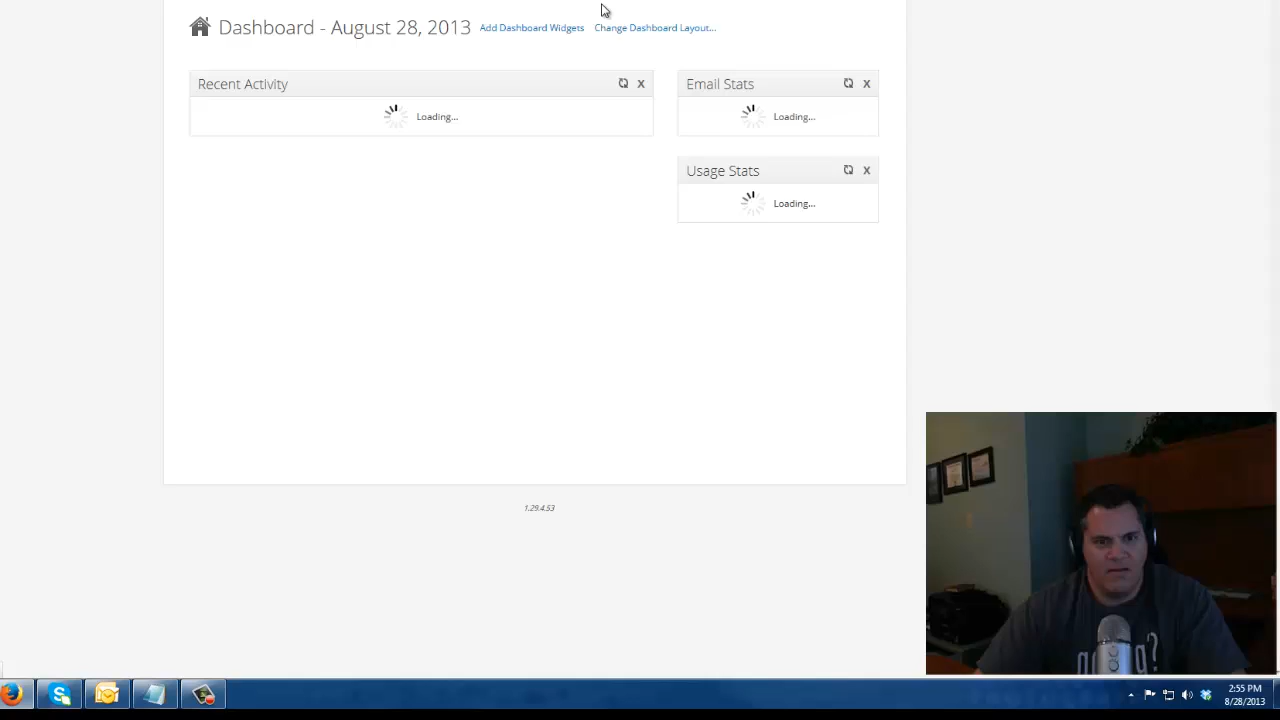 Dashboard - August 28, 2013 Add Dashboard Widgets Change Dashboard Layout...
Recent Activity X
Loading...
Email Stats X
Loading...
Usage Stats X
Loading...
1.29.4.53
2:55 PM
8/28/2013